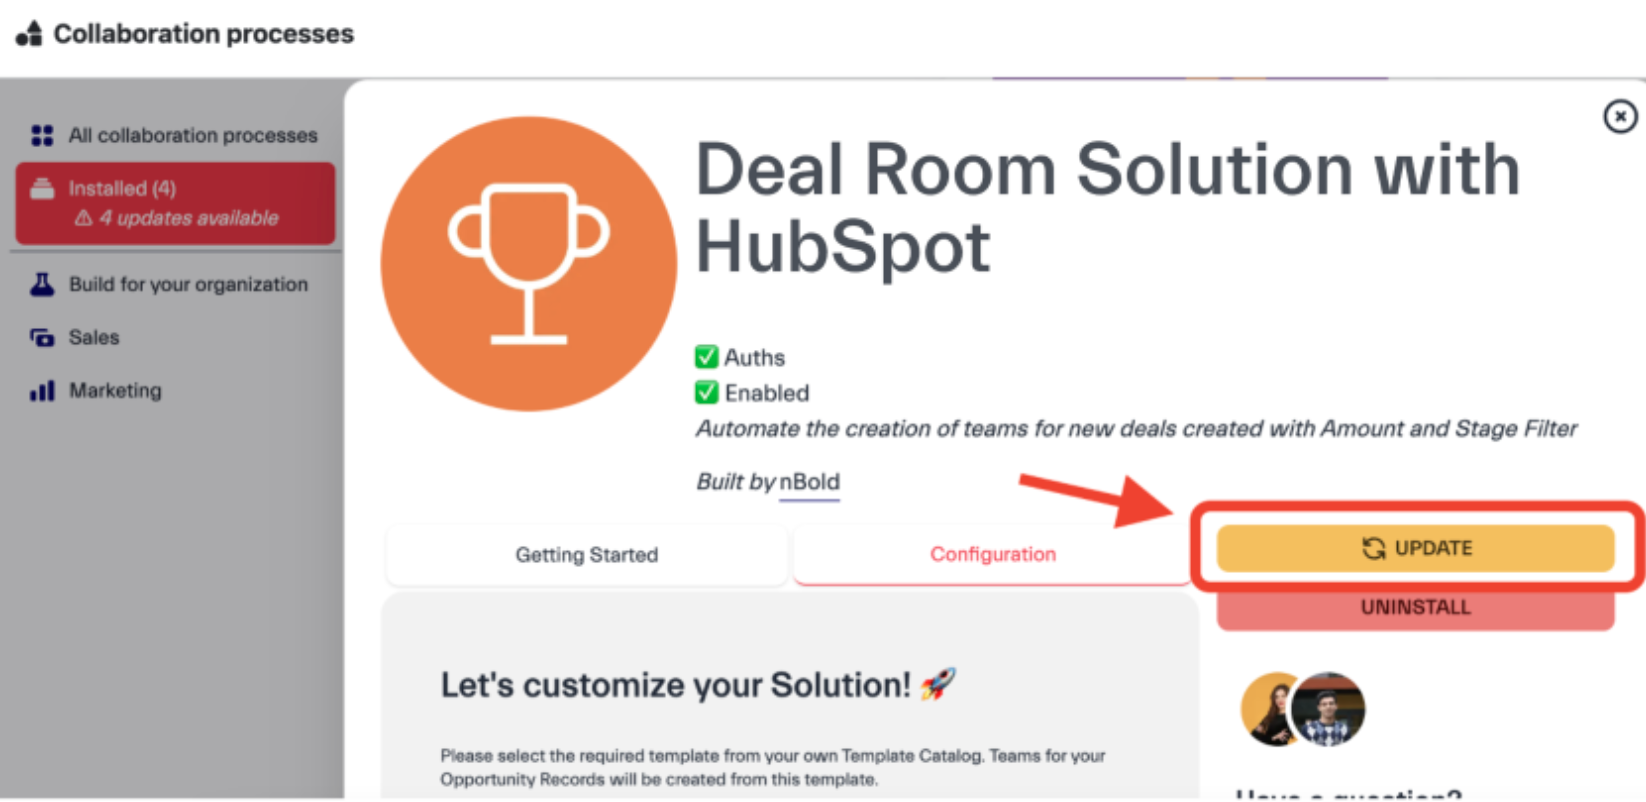 Collaboration processes
All collaboration processes
Installed (4)
4 updates available
Build for your organization
Sales
Marketing
Deal Room Solution with
HubSpot
Auths
Enabled
Automate the creation of teams for new deals created with Amount and Stage Filter
Built by nBold
Getting Started
Configuration
UPDATE
UNINSTALL
Let's customize your Solution!
Please select the required template from your own Template Catalog. Teams for your
Opportunity Records will be created from this template.
Have a question?